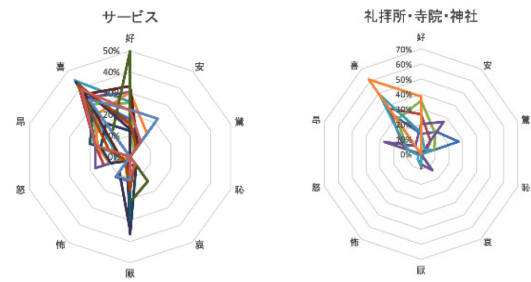 サービス
好
安
驚
恥
哀
厭
怖
怒
昂
喜
50%
40%
礼拝所・寺院・神社
好
安
驚
恥
哀
厭
怖
怒
昂
喜
70%
60%
50%
40%
30%
20%
10%
0%